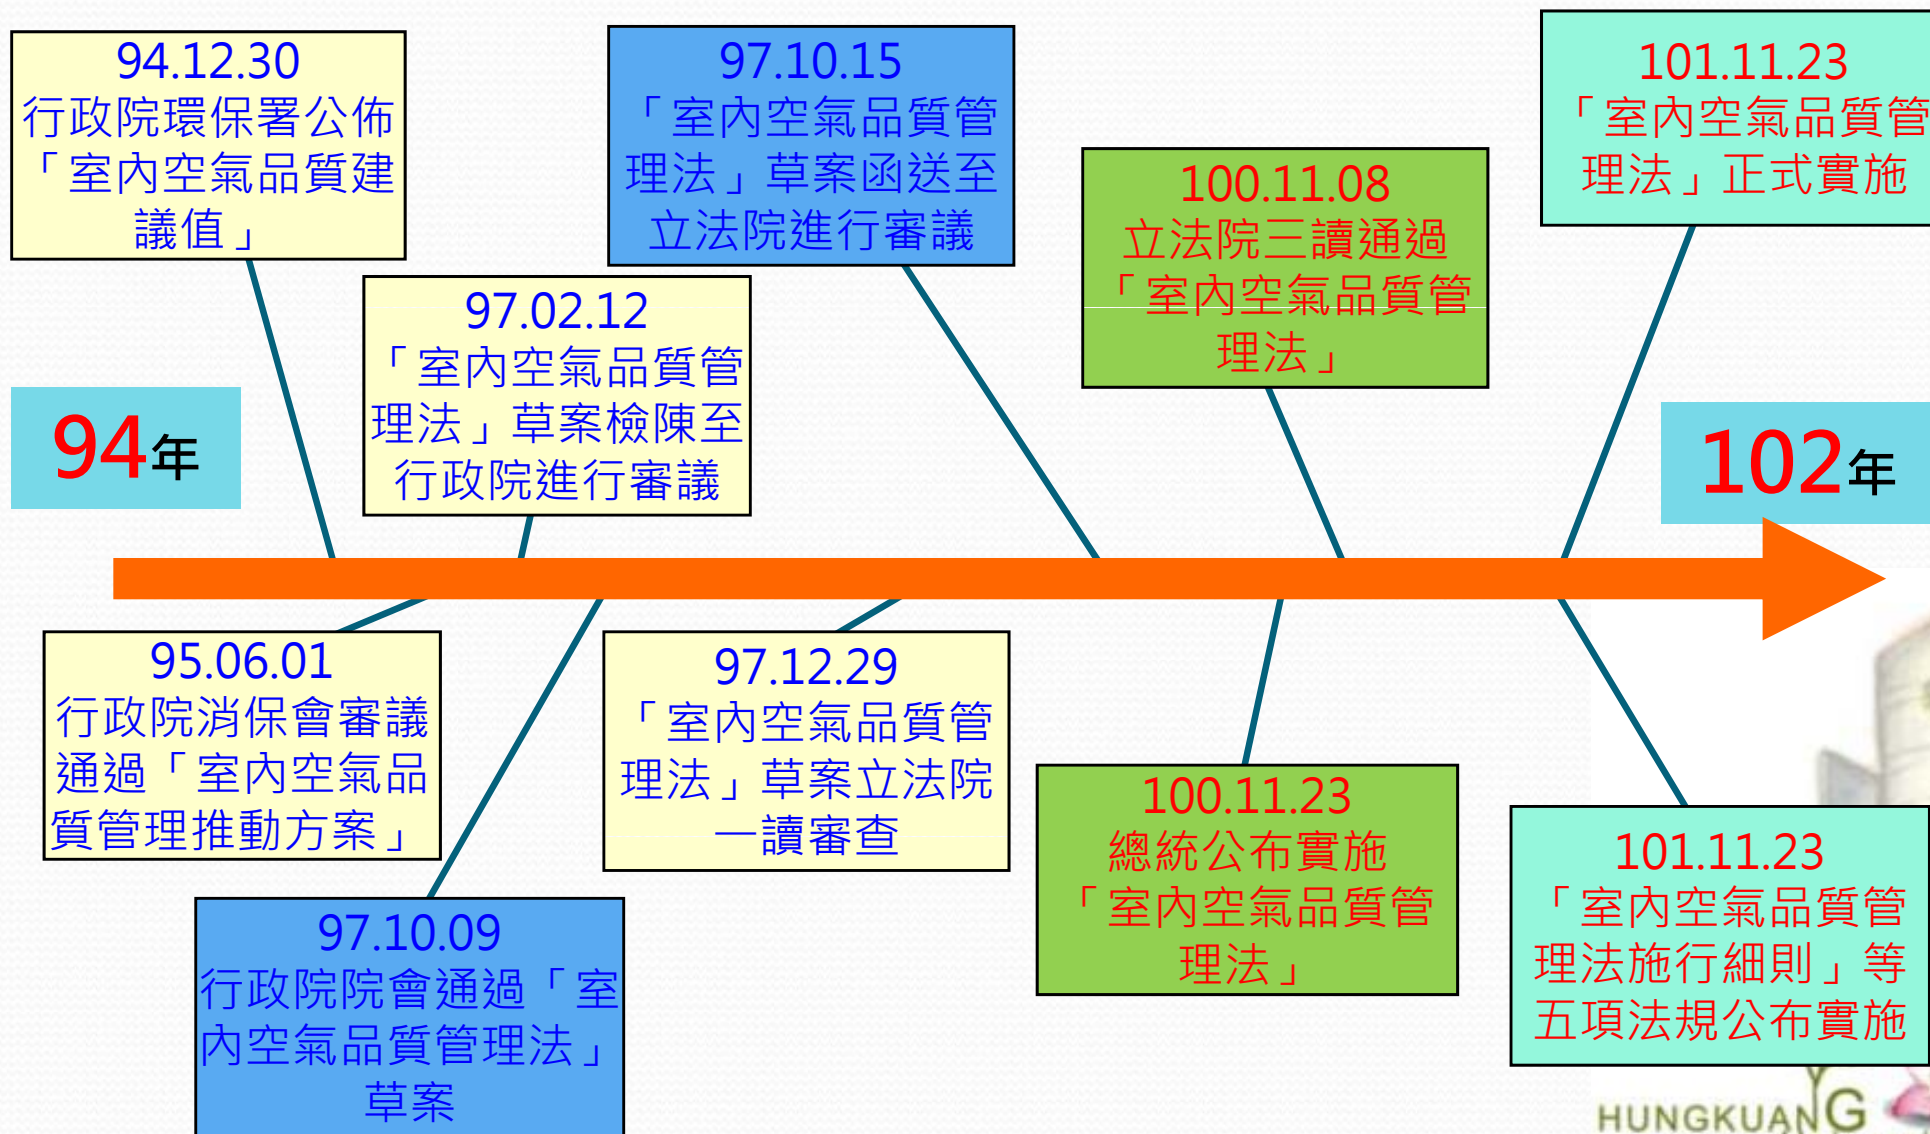 94.12.30
行政院環保署公佈
「室內空氣品質建
議值」
97.10.15
「室內空氣品質管
理法」草案函送至
立法院進行審議
101.11.23
「室內空氣品質管
理法」正式實施
100.11.08
立法院三讀通過
「室內空氣品質管
理法」
97.02.12
「室內空氣品質管
理法」草案檢陳至
行政院進行審議
94年
102年
95.06.01
行政院消保會審議
通過「室內空氣品
質管理推動方案」
97.12.29
「室內空氣品質管
理法」草案立法院
一讀審查
100.11.23
總統公布實施
「室內空氣品質管
理法」
101.11.23
「室內空氣品質管
理法施行細則」等
五項法規公布實施
97.10.09
行政院院會通過「室
內空氣品質管理法」
草案
HUNGKUANG